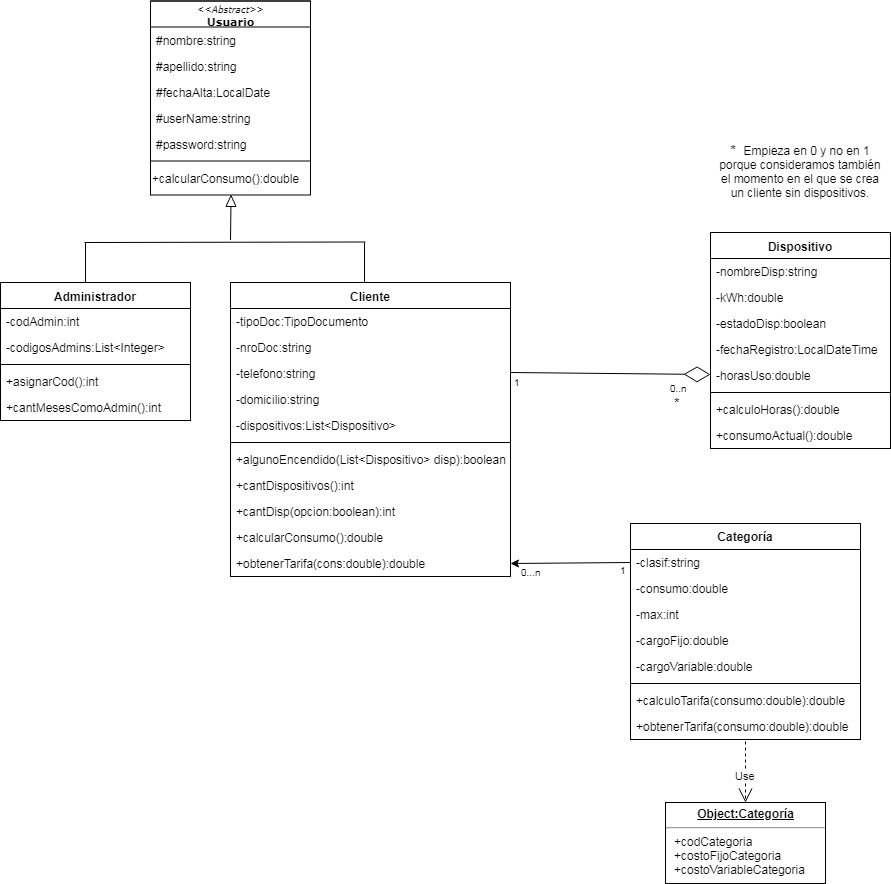 <<Abstract>>
Usuario
#nombre:string
#apellido:string
#fechaAlta:LocalDate
#userName:string
#password:string
+calcularConsumo():double
* Empieza en 0 y no en 1
porque consideramos también
el momento en el que se crea
un cliente sin dispositivos.
Administrador
-codAdmin:int
-codigosAdmins:List<Integer>
+asignarCod():int
+cantMesesComoAdmin():int
Cliente
-tipoDoc:TipoDocumento
-nroDoc:string
-telefono:string
-domicilio:string
-dispositivos:List<Dispositivo>
+algunoEncendido(List<Dispositivo> disp):boolean
+cantDispositivos():int
+cantDisp(opcion:boolean):int
+calcularConsumo():double
+obtenerTarifa(cons:double):double
1
0..n
*
Dispositivo
-nombreDisp:string
-kWh:double
-estadoDisp:boolean
-fechaRegistro:LocalDateTime
-horasUso:double
+calculoHoras():double
+consumoActual():double
0...n
1
Categoría
-clasif:string
-consumo:double
-max:int
-cargoFijo:double
-cargoVariable:double
+calculoTarifa(consumo:double):double
+obtenerTarifa(consumo:double):double
Use
Object:Categoría
+codCategoria
+costoFijoCategoria
+costoVariableCategoria